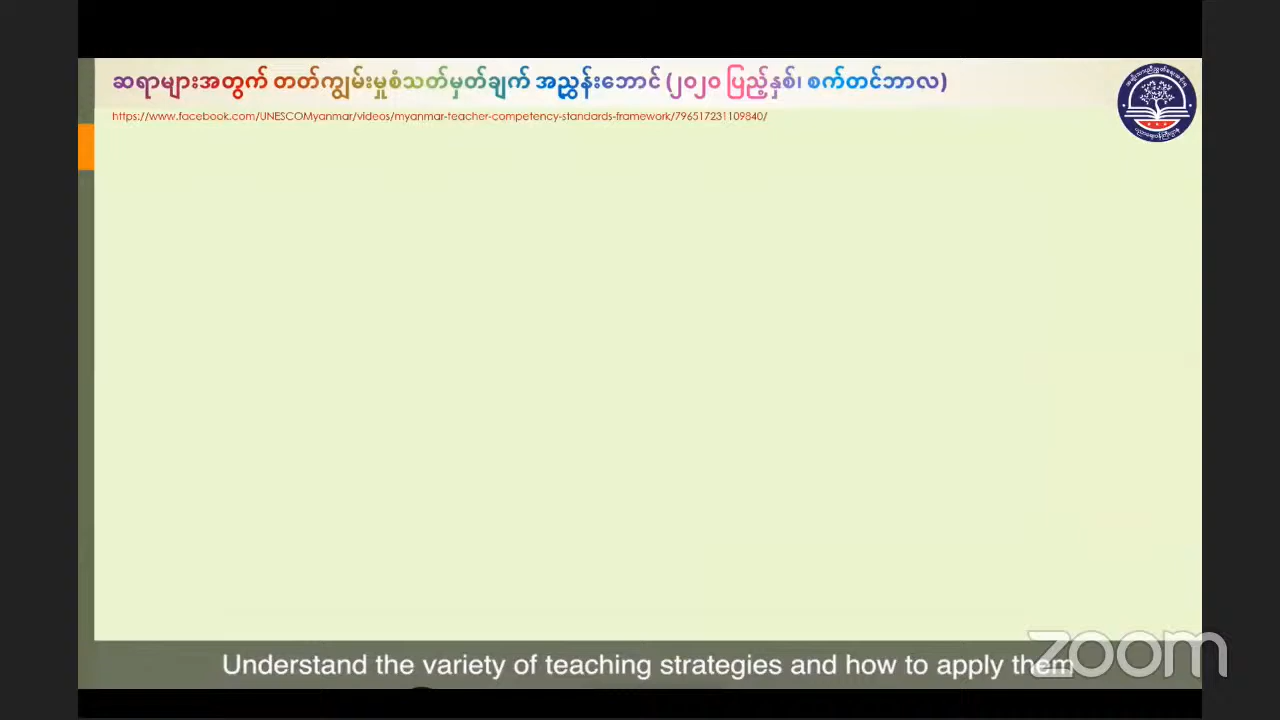 ဆရာများအတွက် တတ်ကျွမ်းမှုစံသတ်မှတ်ချက် အညွှန်းဘောင် (၂၀၂၀ ပြည့်နှစ်၊ စက်တင်ဘာလ)
https://www.facebook.com/UNESCOMyanmar/videos/myanmar-teacher-competency-standards-framework/796517231109840/
Understand the variety of teaching strategies and how to apply them
zoom